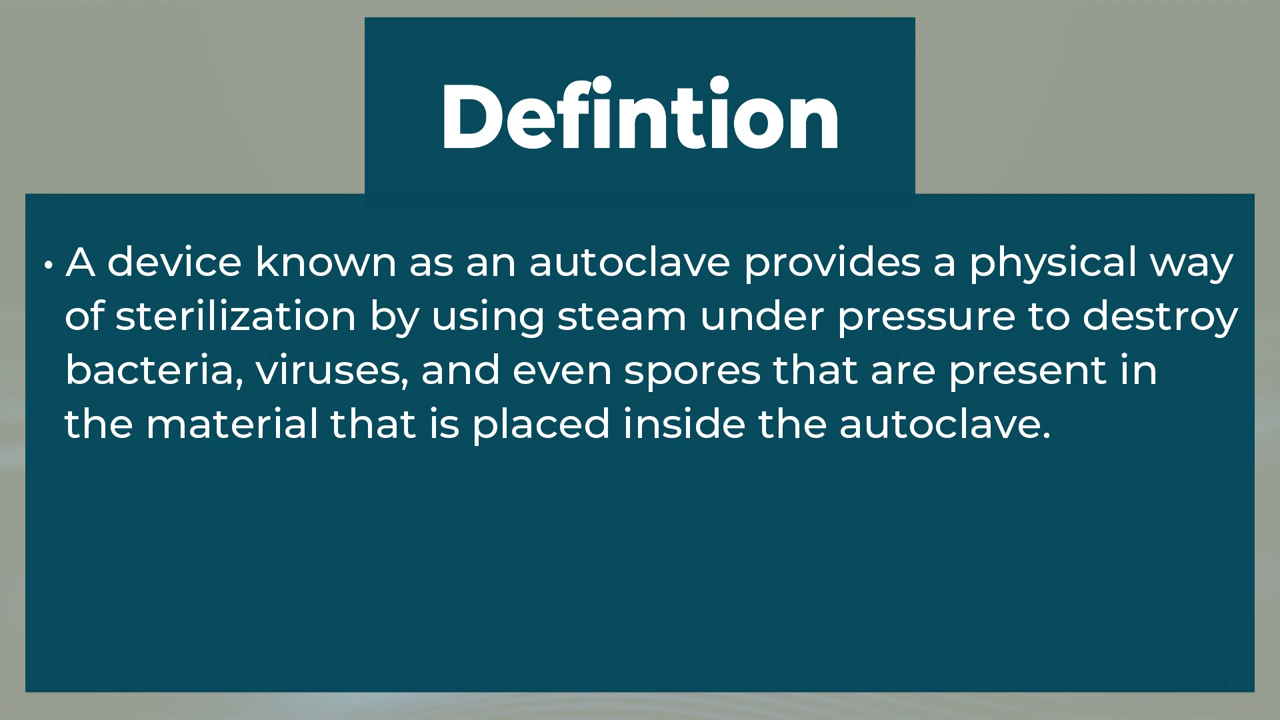 Defintion
• A device known as an autoclave provides a physical way
of sterilization by using steam under pressure to destroy
bacteria, viruses, and even spores that are present in
the material that is placed inside the autoclave.